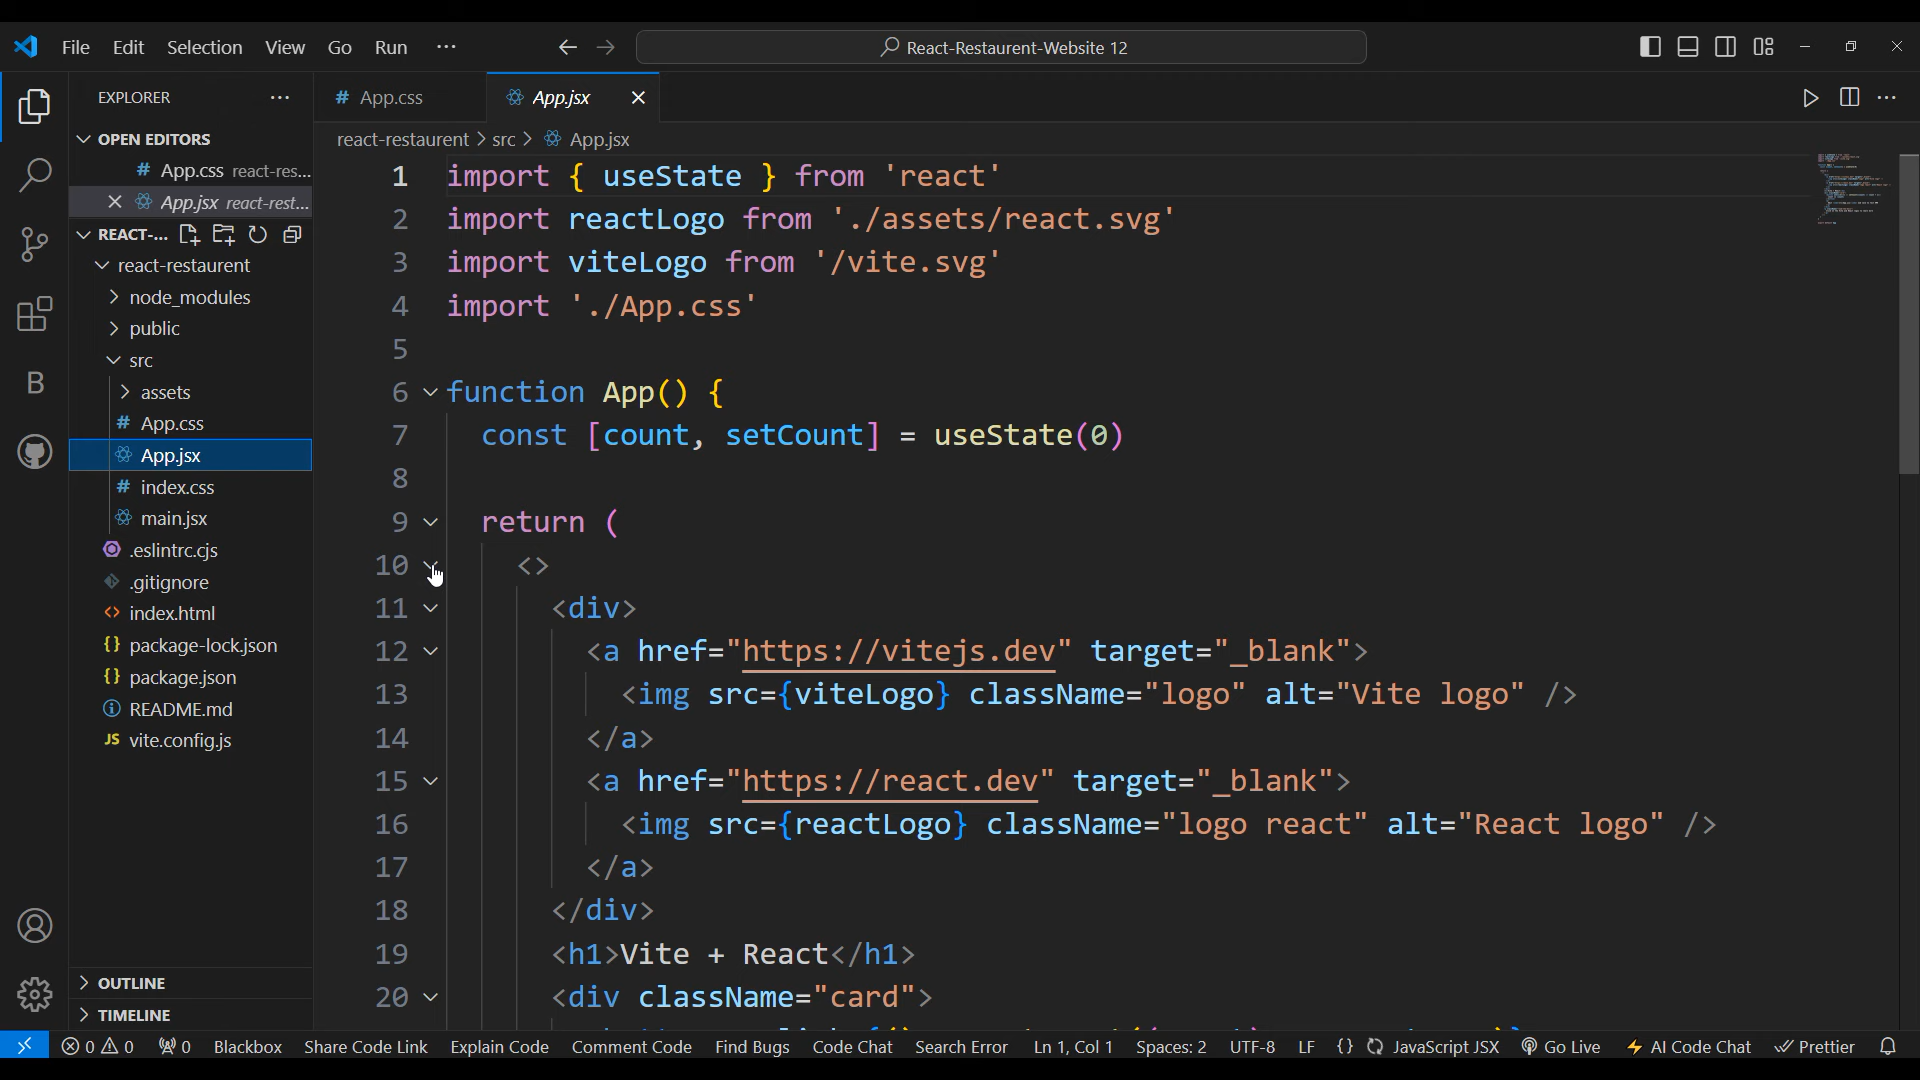 File Edit Selection View Go Run ··· React-Restaurent-Website 12
EXPLORER ···
OPEN EDITORS
# App.css react-res...
App.jsx react-rest...
REACT-...
react-restaurent
node_modules
public
src
assets
# App.css
App.jsx
# index.css
main.jsx
.eslintrc.cjs
.gitignore
<> index.html
{} package-lock.json
{} package.json
README.md
JS vite.config.js
OUTLINE
TIMELINE
B
# App.css App.jsx
react-restaurent > src > App.jsx
1 import { useState } from 'react'
2 import reactLogo from './assets/react.svg'
3 import viteLogo from '/vite.svg'
4 import './App.css'
5
6 function App() {
7 const [count, setCount] = useState(0)
8
9 return (
10 <>
11 <div>
12 <a href="https://vitejs.dev" target="_blank">
13 <img src={viteLogo} className="logo" alt="Vite logo" />
14 </a>
15 <a href="https://react.dev" target="_blank">
16 <img src={reactLogo} className="logo react" alt="React logo" />
17 </a>
18 </div>
19 <h1>Vite + React</h1>
20 <div className="card">
0 0 0 Blackbox Share Code Link Explain Code Comment Code Find Bugs Code Chat Search Error Ln 1, Col 1 Spaces: 2 UTF-8 LF {} JavaScript JSX Go Live AI Code Chat Prettier